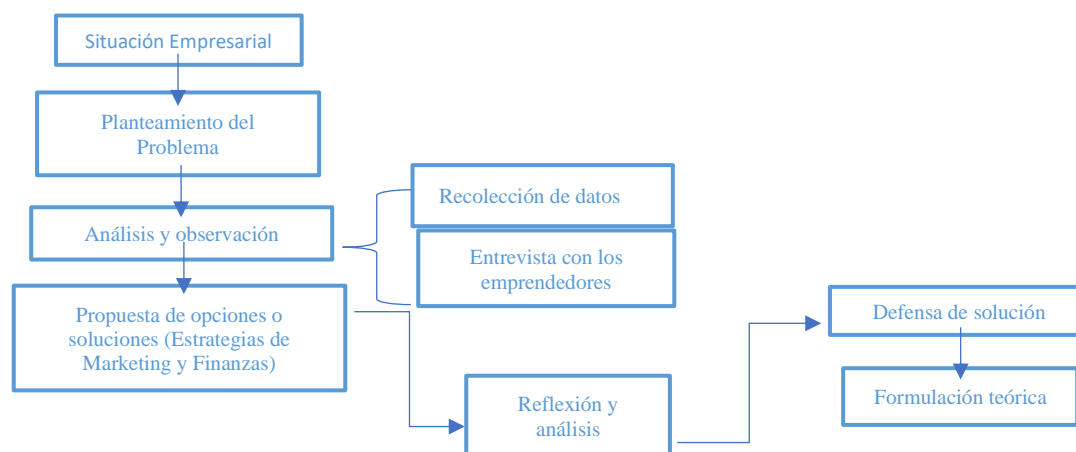 Situación Empresarial
Planteamiento del
Problema
Análisis y observación
Recolección de datos
Entrevista con los
emprendedores
Propuesta de opciones o
soluciones (Estrategias de
Marketing y Finanzas)
Reflexión y
análisis
Defensa de solución
Formulación teórica